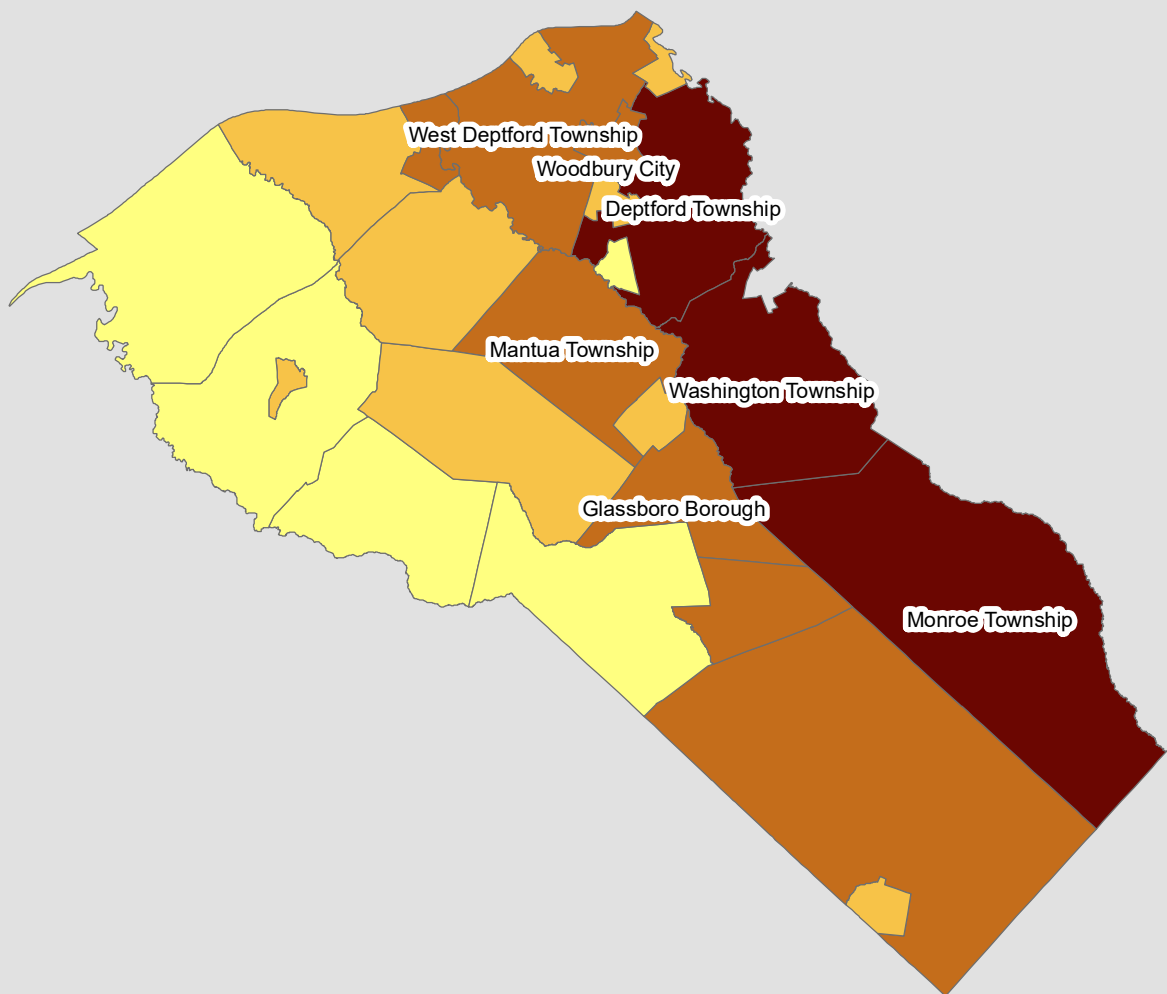 West Deptford Township
Woodbury City
Deptford Township
Mantua Township
Washington Township
Glassboro Borough
Monroe Township